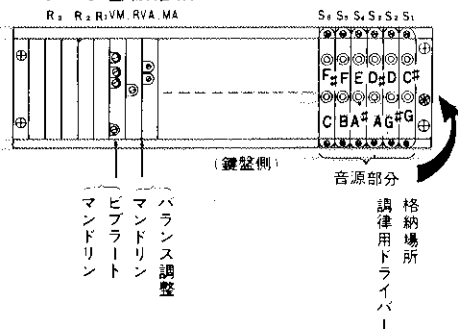 R₃ R₂ R₁ VM. RVA. MA
S₆ S₅ S₄ S₃ S₂ S₁
F♯ F E D♯ D C♯
C B A♯ A G♯ G
(鍵盤側)
音源部分
バランス調整
マンドリン
ビブラート
マンドリン
格納場所
調律用ドライバー